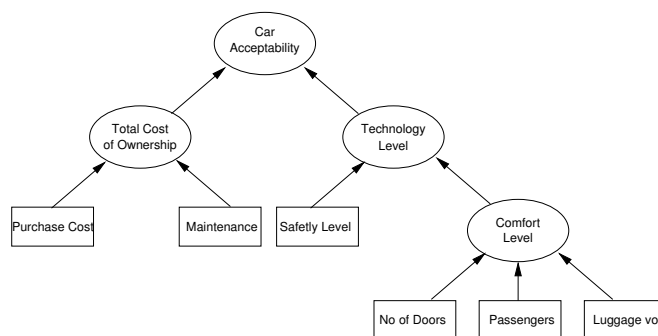 Car
Acceptability
Total Cost
of Ownership
Technology
Level
Purchase Cost
Maintenance
Safetly Level
Comfort
Level
No of Doors
Passengers
Luggage vo